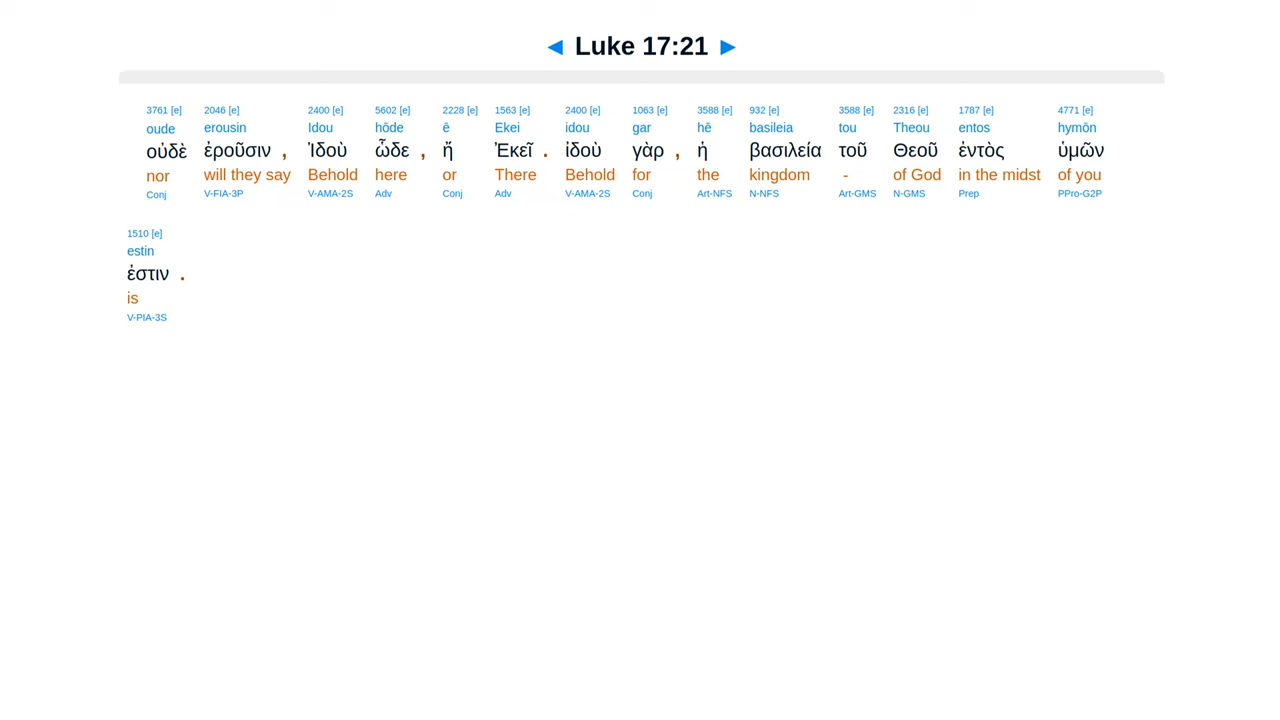 ◄ Luke 17:21 ►
3761 [e] 2046 [e] 2400 [e] 5602 [e] 2228 [e] 1563 [e] 2400 [e] 1063 [e] 3588 [e] 932 [e] 3588 [e] 2316 [e] 1787 [e] 4771 [e]
oude erousin Idou hōde ē Ekei idou gar hē basileia tou Theou entos hymōn
οὐδὲ ἐροῦσιν , Ἰδοὺ ὧδε , ἤ Ἐκεῖ . ἰδοὺ γὰρ , ἡ βασιλεία τοῦ Θεοῦ ἐντὸς ὑμῶν
nor will they say Behold here or There Behold for the kingdom - of God in the midst of you
Conj V-FIA-3P V-AMA-2S Adv Conj Adv V-AMA-2S Conj Art-NFS N-NFS Art-GMS N-GMS Prep PPro-G2P
1510 [e]
estin
ἐστιν .
is
V-PIA-3S